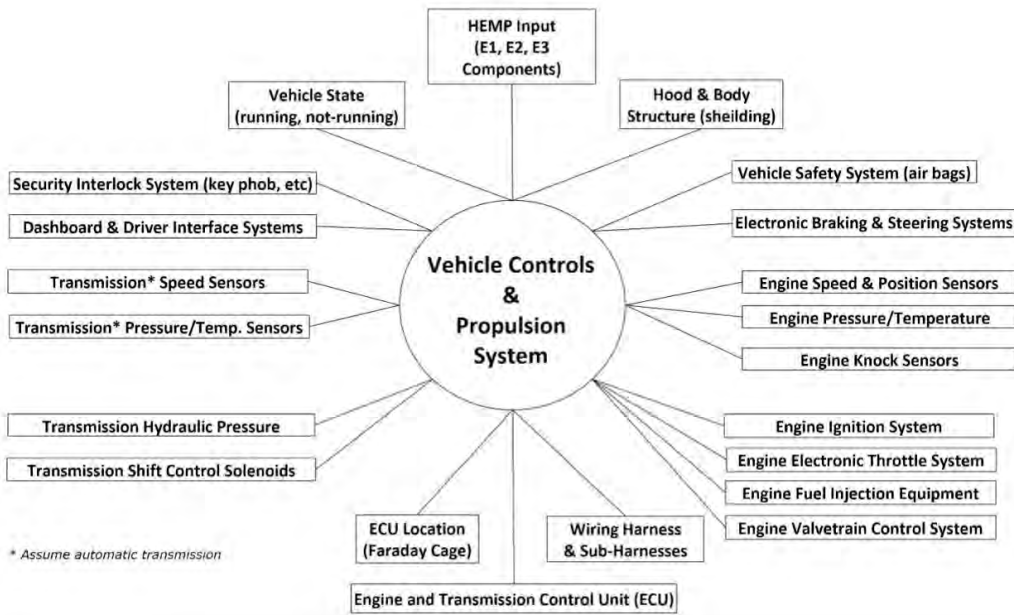 HEMP Input
(E1, E2, E3
Components)
Vehicle State
(running, not-running)
Hood & Body
Structure (sheilding)
Security Interlock System (key phob, etc)
Vehicle Safety System (air bags)
Dashboard & Driver Interface Systems
Electronic Braking & Steering Systems
Vehicle Controls
&
Propulsion
System
Transmission* Speed Sensors
Engine Speed & Position Sensors
Transmission* Pressure/Temp. Sensors
Engine Pressure/Temperature
Engine Knock Sensors
Transmission Hydraulic Pressure
Engine Ignition System
Transmission Shift Control Solenoids
Engine Electronic Throttle System
Engine Fuel Injection Equipment
Engine Valvetrain Control System
ECU Location
(Faraday Cage)
Wiring Harness
& Sub-Harnesses
* Assume automatic transmission
Engine and Transmission Control Unit (ECU)